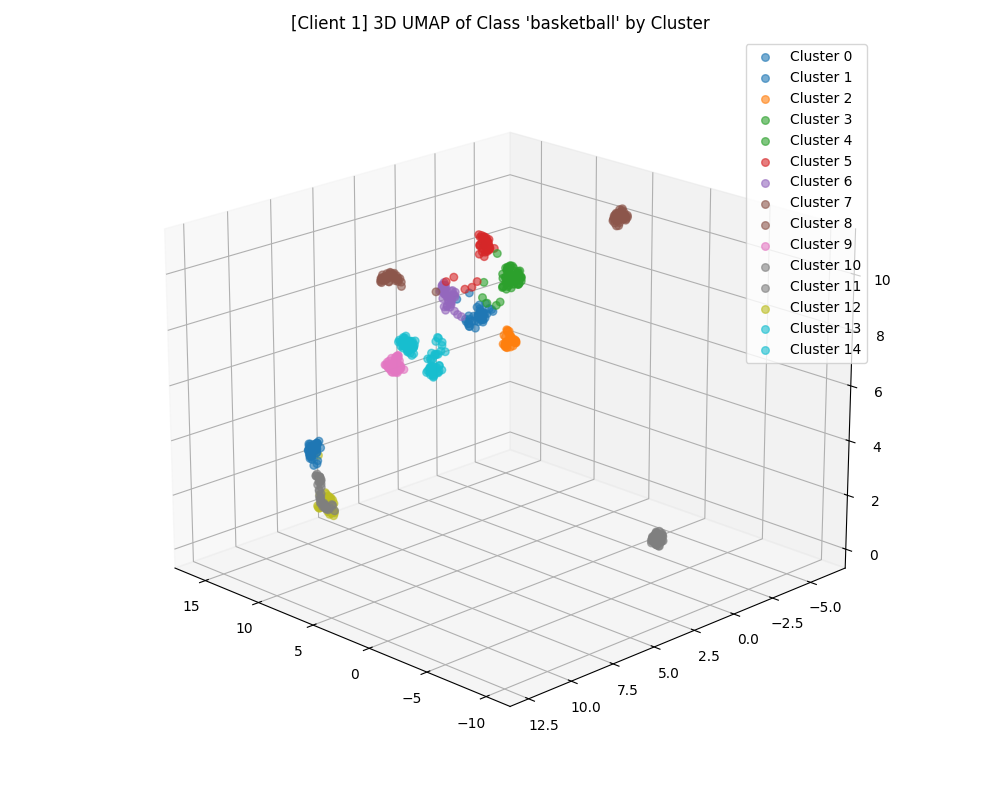 [Client 1] 3D UMAP of Class 'basketball' by Cluster
Cluster 0
Cluster 1
Cluster 2
Cluster 3
Cluster 4
Cluster 5
Cluster 6
Cluster 7
Cluster 8
Cluster 9
Cluster 10
Cluster 11
Cluster 12
Cluster 13
Cluster 14
10
8
6
4
2
0
15
10
5
0
−5
−10
−5.0
−2.5
0.0
2.5
5.0
7.5
10.0
12.5